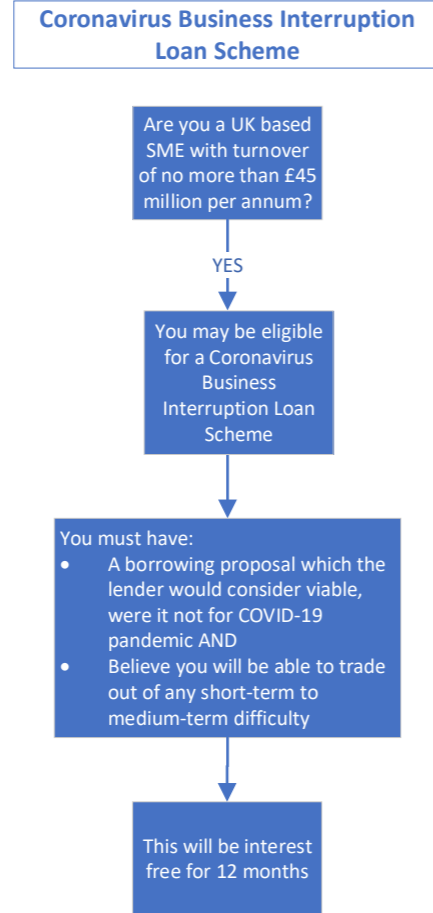 Coronavirus Business Interruption
Loan Scheme
Are you a UK based
SME with turnover
of no more than £45
million per annum?
YES
You may be eligible
for a Coronavirus
Business
Interruption Loan
Scheme
You must have:
• A borrowing proposal which the
lender would consider viable,
were it not for COVID-19
pandemic AND
• Believe you will be able to trade
out of any short-term to
medium-term difficulty
This will be interest
free for 12 months